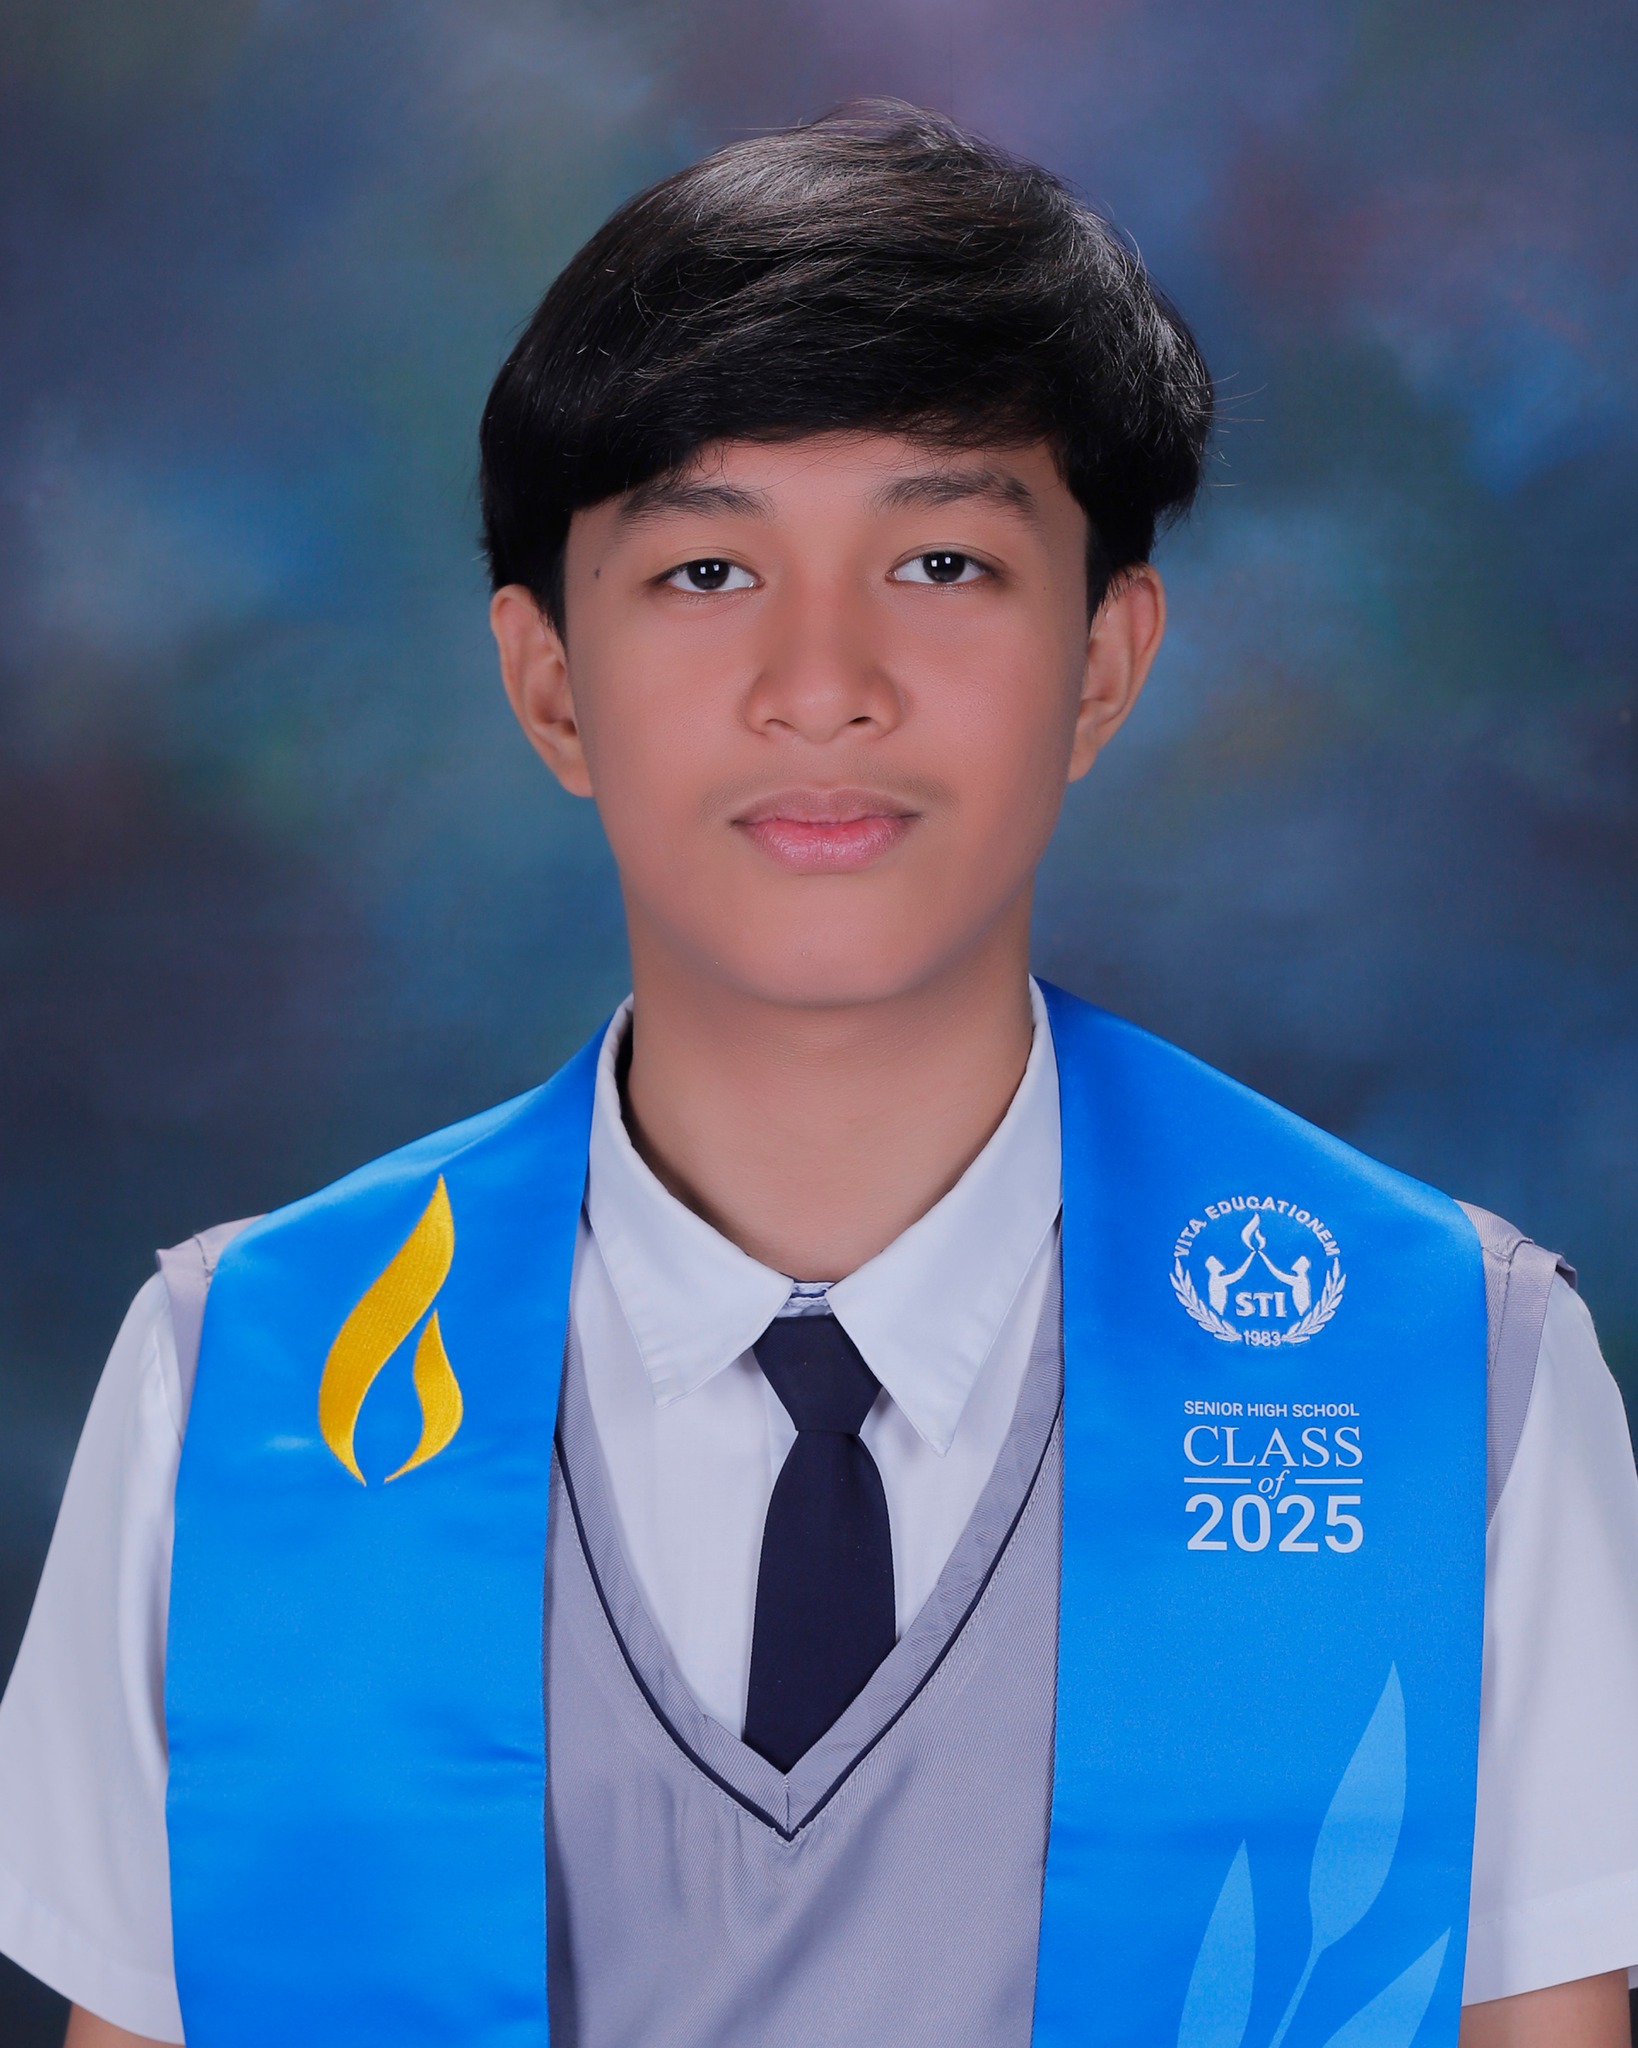 VITA EDUCATIONEM
STI
1983
SENIOR HIGH SCHOOL
CLASS
of
2025